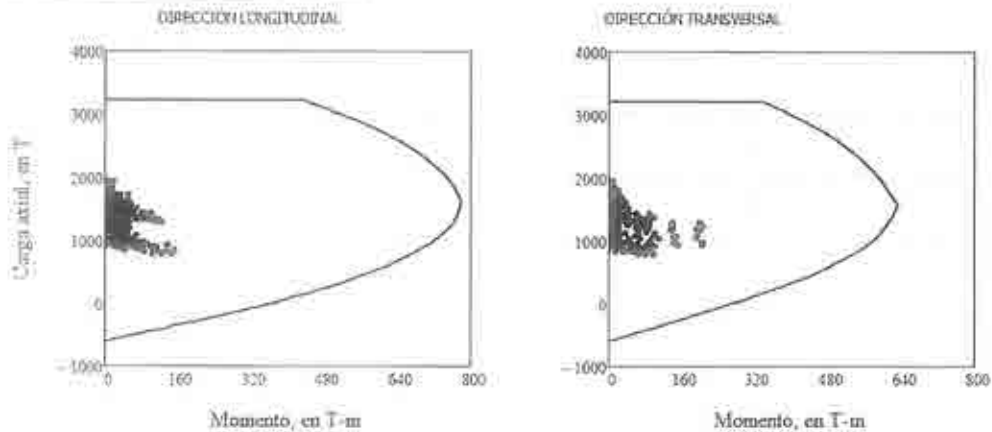 DIRECCIÓN LONGITUDINAL
4000
3000
2000
1000
0
-1000
0 160 320 480 640 800
Carga axial, en T
Momento, en T-m
DIRECCIÓN TRANSVERSAL
4000
3000
2000
1000
0
-1000
0 160 320 480 640 800
Momento, en T-m